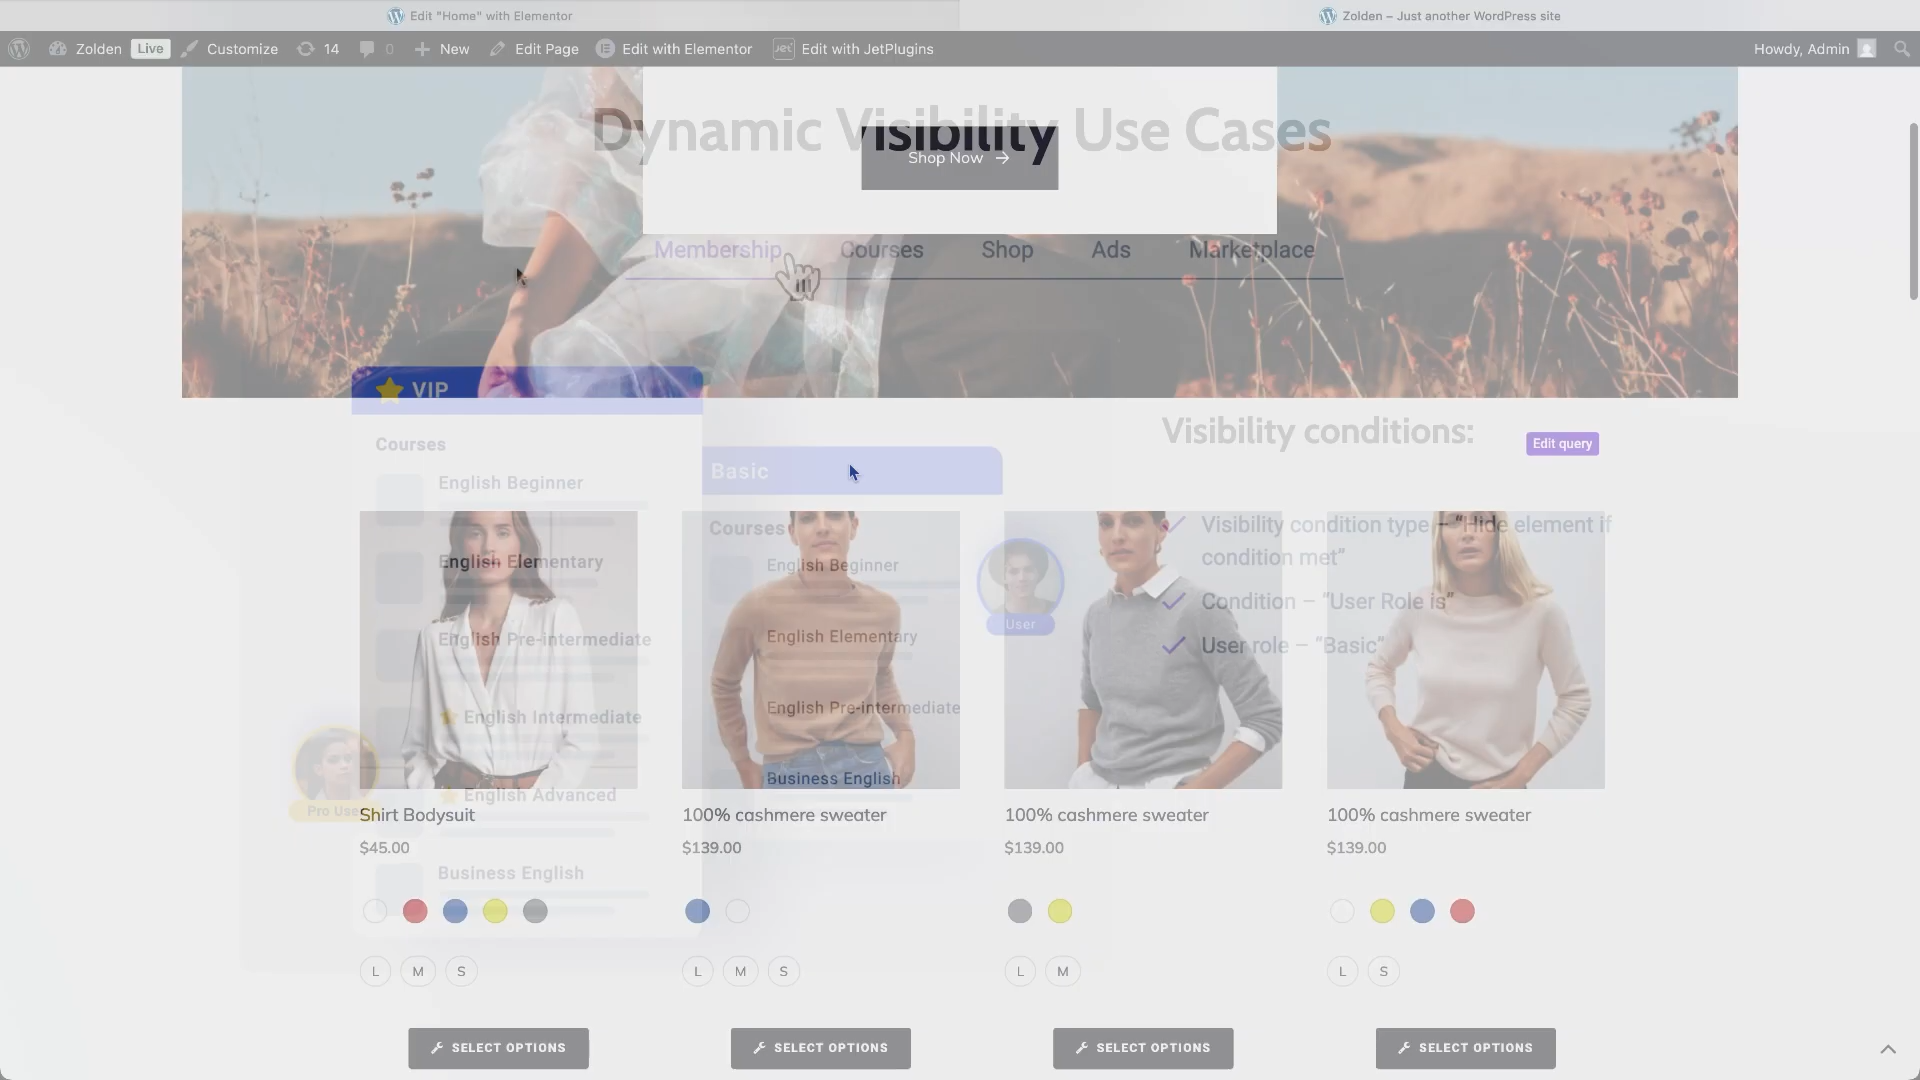 Edit "Home" with Elementor
Zolden – Just another WordPress site
Zolden Live Customize 14 0 New Edit Page Edit with Elementor Jet Edit with JetPlugins
Howdy, Admin
Dynamic Visibility Use Cases
Shop Now
Membership Courses Shop Ads Marketplace
VIP
Courses
English Beginner
English Elementary
English Pre-intermediate
English Intermediate
English Advanced
Business English
Pro User
Basic
Courses
English Beginner
English Elementary
English Pre-intermediate
Business English
User
Visibility conditions:
Edit query
Visibility condition type – “Hide element if
condition met”
Condition – “User Role is”
User role – “Basic”
Shirt Bodysuit
$45.00
L M S
SELECT OPTIONS
100% cashmere sweater
$139.00
L M S
SELECT OPTIONS
100% cashmere sweater
$139.00
L M
SELECT OPTIONS
100% cashmere sweater
$139.00
L S
SELECT OPTIONS